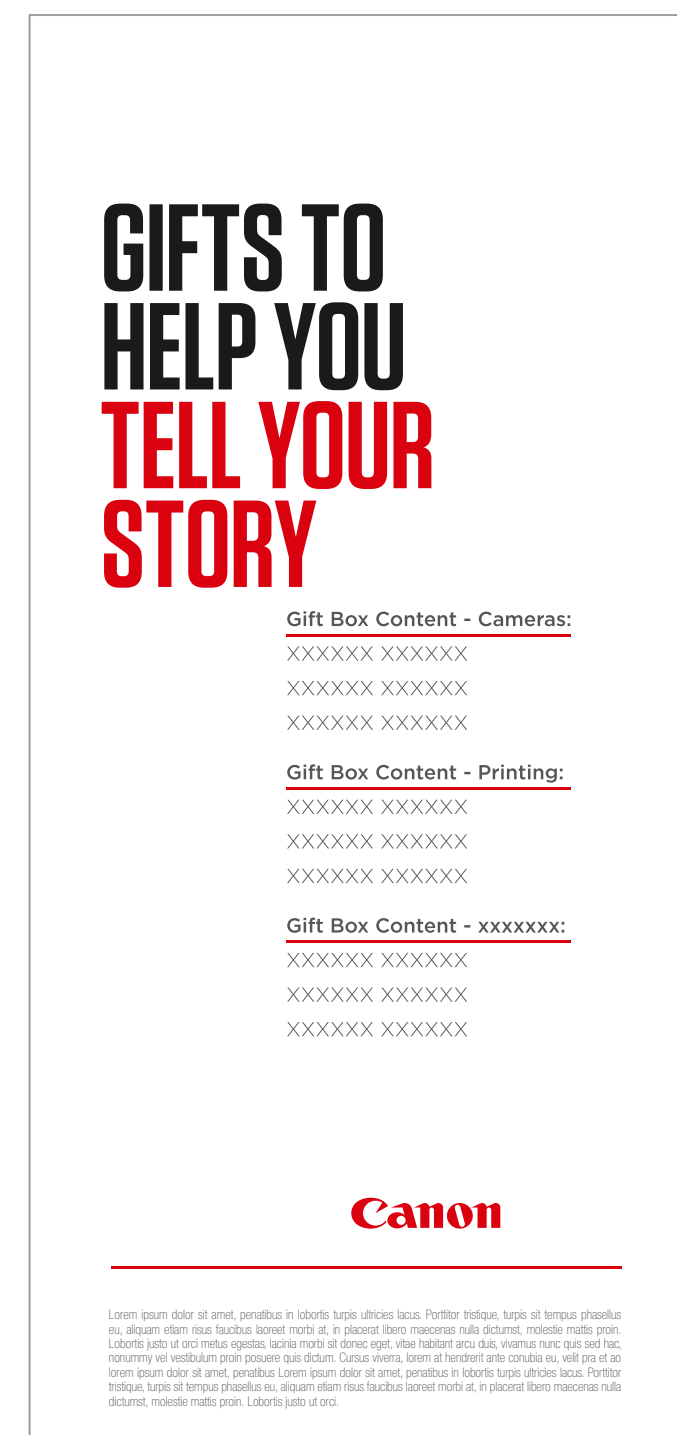 GIFTS TO
HELP YOU
TELL YOUR
STORY
Gift Box Content - Cameras:
XXXXXX XXXXXX
XXXXXX XXXXXX
XXXXXX XXXXXX
Gift Box Content - Printing:
XXXXXX XXXXXX
XXXXXX XXXXXX
XXXXXX XXXXXX
Gift Box Content - xxxxxxx:
XXXXXX XXXXXX
XXXXXX XXXXXX
XXXXXX XXXXXX
Canon
Lorem ipsum dolor sit amet, penatibus in lobortis turpis ultricies lacus. Porttitor tristique, turpis sit tempus phasellus
eu, aliquam etiam risus faucibus laoreet morbi at, in placerat libero maecenas nulla dictumst, molestie mattis proin.
Lobortis justo ut orci metus egestas, lacinia morbi sit donec eget, vitae habitant arcu duis, vivamus nunc quis sed hac,
nonummy vel vestibulum proin posuere quis dictum. Cursus viverra, lorem at hendrerit ante conubia eu, velit pra et ao
lorem ipsum dolor sit amet, penatibus Lorem ipsum dolor sit amet, penatibus in lobortis turpis ultricies lacus. Porttitor
tristique, turpis sit tempus phasellus eu, aliquam etiam risus faucibus laoreet morbi at, in placerat libero maecenas nulla
dictumst, molestie mattis proin. Lobortis justo ut orci.